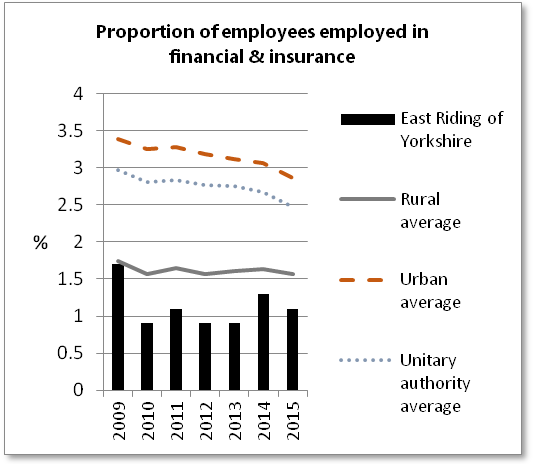 Proportion of employees employed in
financial & insurance
4
3.5
3
2.5
2
1.5
1
0.5
0
%
2009
2010
2011
2012
2013
2014
2015
East Riding of
Yorkshire
Rural
average
Urban
average
Unitary
authority
average